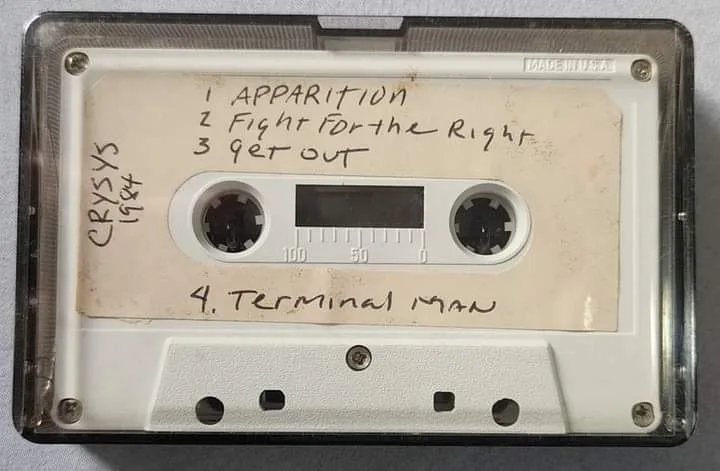 MADE IN U.S.A.
1 APPARITION
2 Fight For the Right
3 get out
CRYSYS
1984
100 50 0
4. Terminal MAN